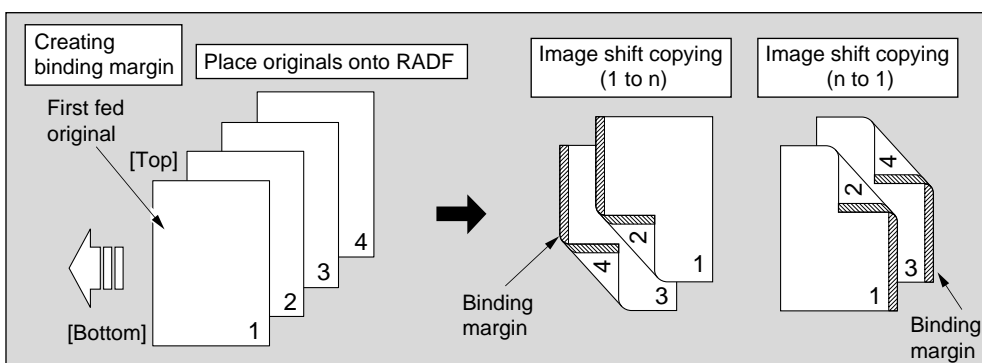 Creating
binding margin
Place originals onto RADF
Image shift copying
(1 to n)
Image shift copying
(n to 1)
First fed
original
[Top]
[Bottom]
1
2
3
4
Binding
margin
4
2
3
1
2
4
1
3
Binding
margin